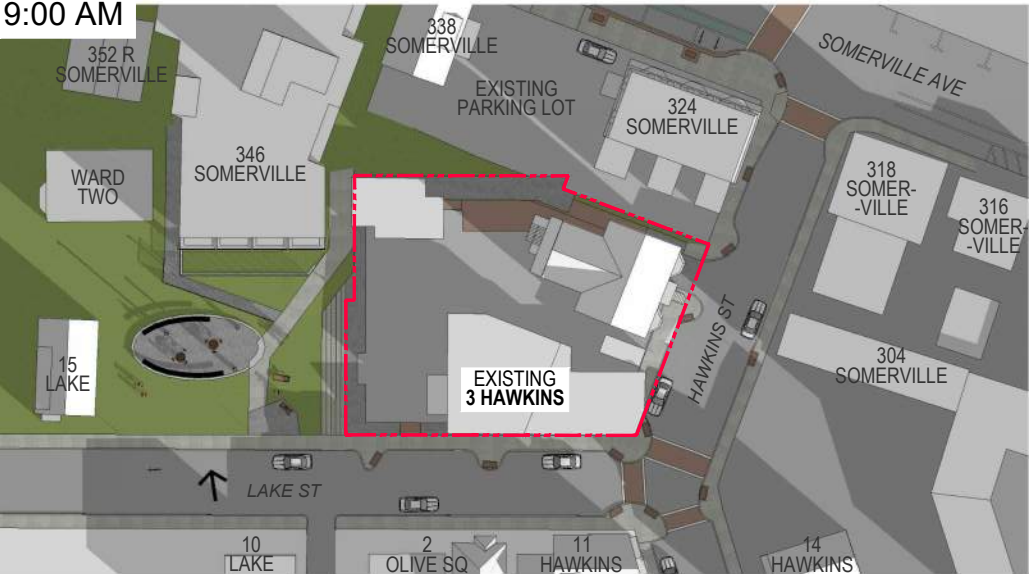 9:00 AM
352 R
SOMERVILLE
338
SOMERVILLE
EXISTING
PARKING LOT
SOMERVILLE AVE
324
SOMERVILLE
346
SOMERVILLE
WARD
TWO
318
SOMER-
-VILLE
316
SOMER-
-VILLE
HAWKINS ST
15
LAKE
304
SOMERVILLE
EXISTING
3 HAWKINS
LAKE ST
10
LAKE
2
OLIVE SQ
11
HAWKINS
14
HAWKINS